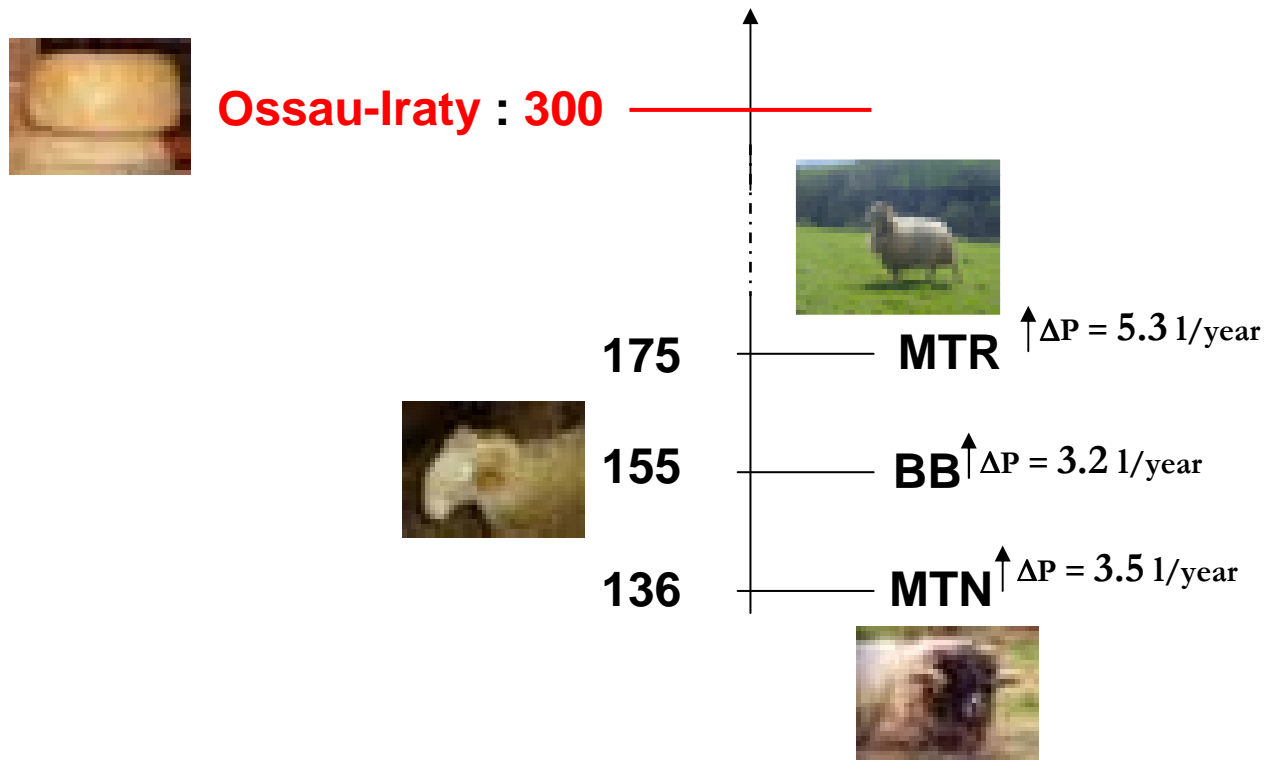 Ossau-Iraty : 300
175 MTR ΔP = 5.3 l/year
155 BB ΔP = 3.2 l/year
136 MTN ΔP = 3.5 l/year